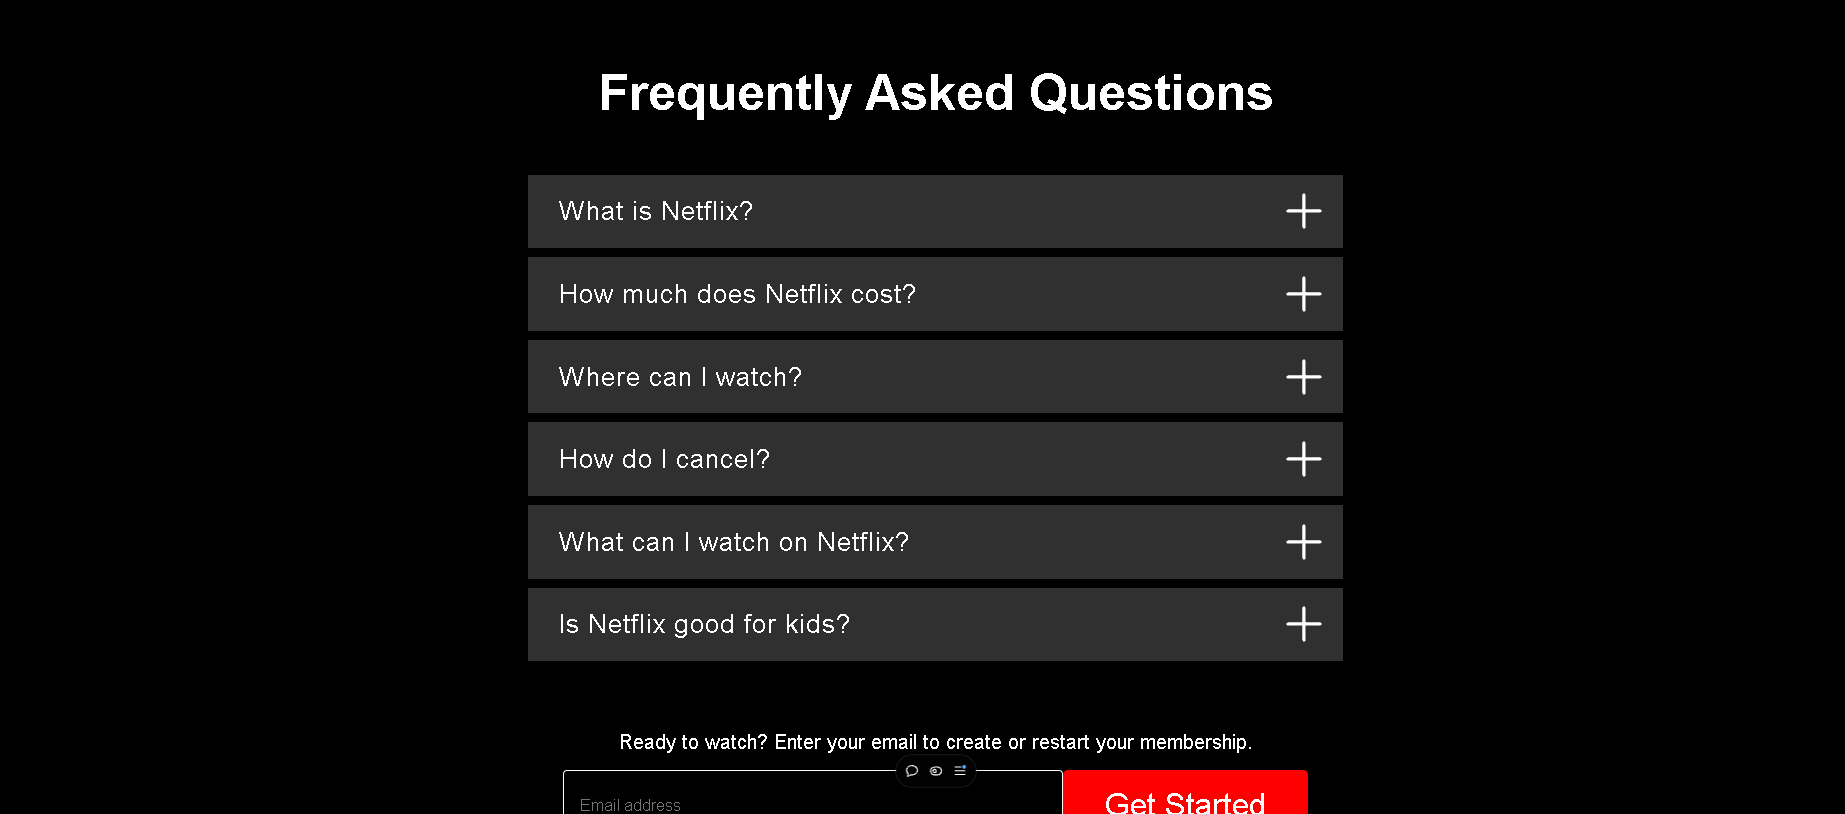 Frequently Asked Questions
What is Netflix?
How much does Netflix cost?
Where can I watch?
How do I cancel?
What can I watch on Netflix?
Is Netflix good for kids?
Ready to watch? Enter your email to create or restart your membership.
Email address
Get Started